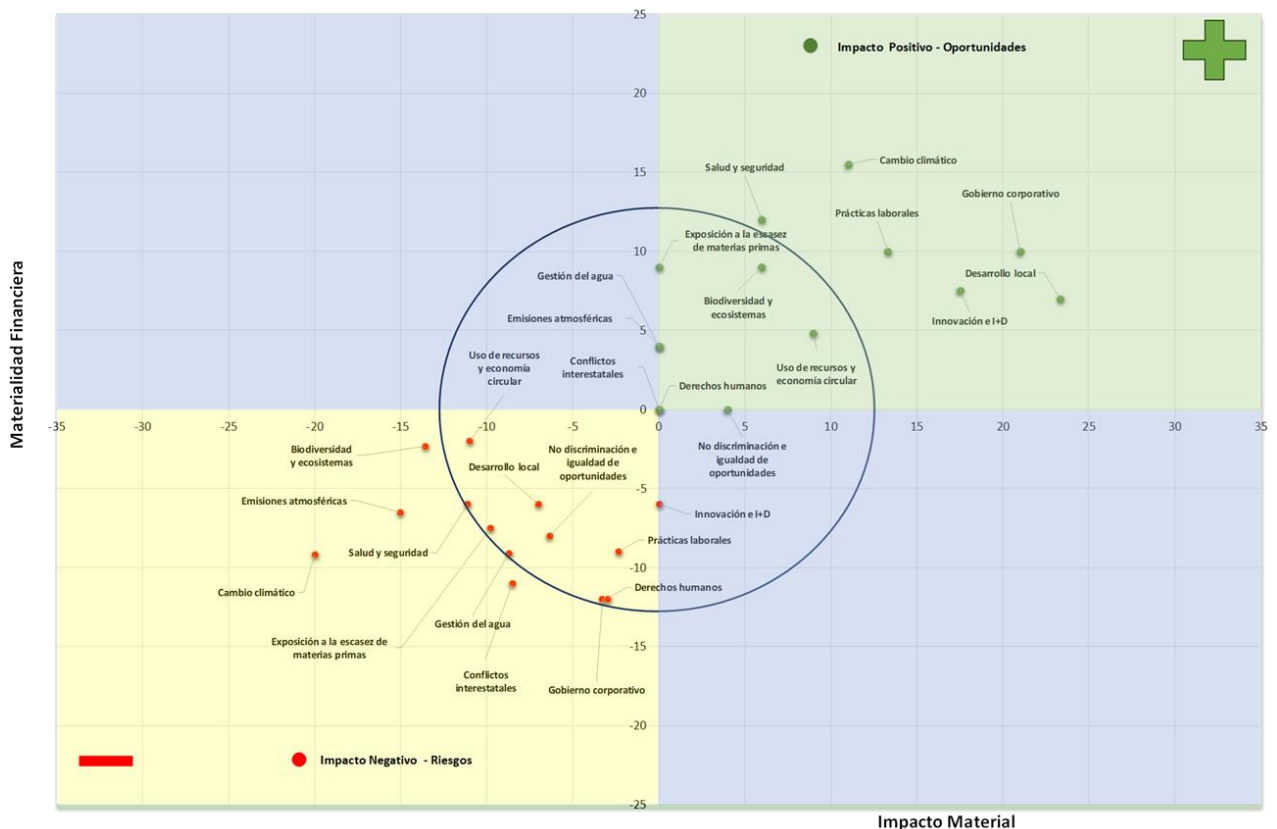 25
Impacto Positivo - Oportunidades
20
15
Salud y seguridad
Cambio climático
Gobierno corporativo
Prácticas laborales
10
Exposición a la escasez
de materias primas
Gestión del agua
Desarrollo local
Biodiversidad y
ecosistemas
Emisiones atmosféricas
Innovación e I+D
5
Uso de recursos
y economía
circular
Conflictos
interestatales
Uso de recursos y
economía circular
Derechos humanos
0
-35
-30
-25
-20
-15
-10
-5
0
5
10
15
20
25
30
35
Materialidad Financiera
Biodiversidad
y ecosistemas
No discriminación e
igualdad de
oportunidades
No discriminación e
igualdad de
oportunidades
Desarrollo local
-5
Emisiones atmosféricas
Innovación e I+D
Salud y seguridad
Prácticas laborales
-10
Cambio climático
Derechos humanos
Gestión del agua
Exposición a la escasez de
materias primas
-15
Conflictos
interestatales
Gobierno corporativo
-20
Impacto Negativo - Riesgos
-25
Impacto Material